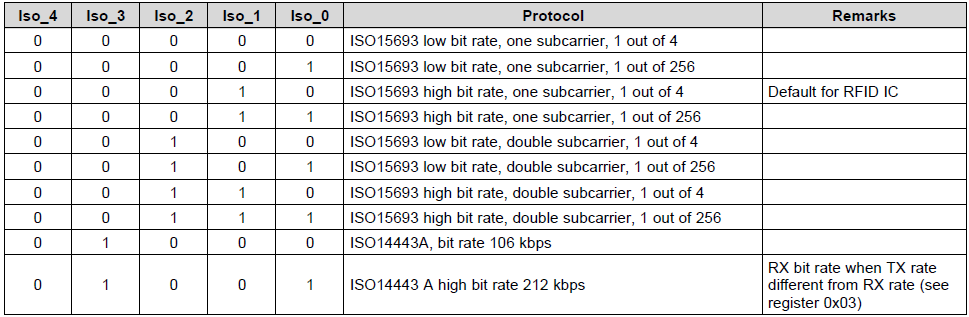 Iso_4 Iso_3 Iso_2 Iso_1 Iso_0 Protocol Remarks
0 0 0 0 0 ISO15693 low bit rate, one subcarrier, 1 out of 4
0 0 0 0 1 ISO15693 low bit rate, one subcarrier, 1 out of 256
0 0 0 1 0 ISO15693 high bit rate, one subcarrier, 1 out of 4 Default for RFID IC
0 0 0 1 1 ISO15693 high bit rate, one subcarrier, 1 out of 256
0 0 1 0 0 ISO15693 low bit rate, double subcarrier, 1 out of 4
0 0 1 0 1 ISO15693 low bit rate, double subcarrier, 1 out of 256
0 0 1 1 0 ISO15693 high bit rate, double subcarrier, 1 out of 4
0 0 1 1 1 ISO15693 high bit rate, double subcarrier, 1 out of 256
0 1 0 0 0 ISO14443A, bit rate 106 kbps
0 1 0 0 1 ISO14443 A high bit rate 212 kbps RX bit rate when TX rate
different from RX rate (see
register 0x03)